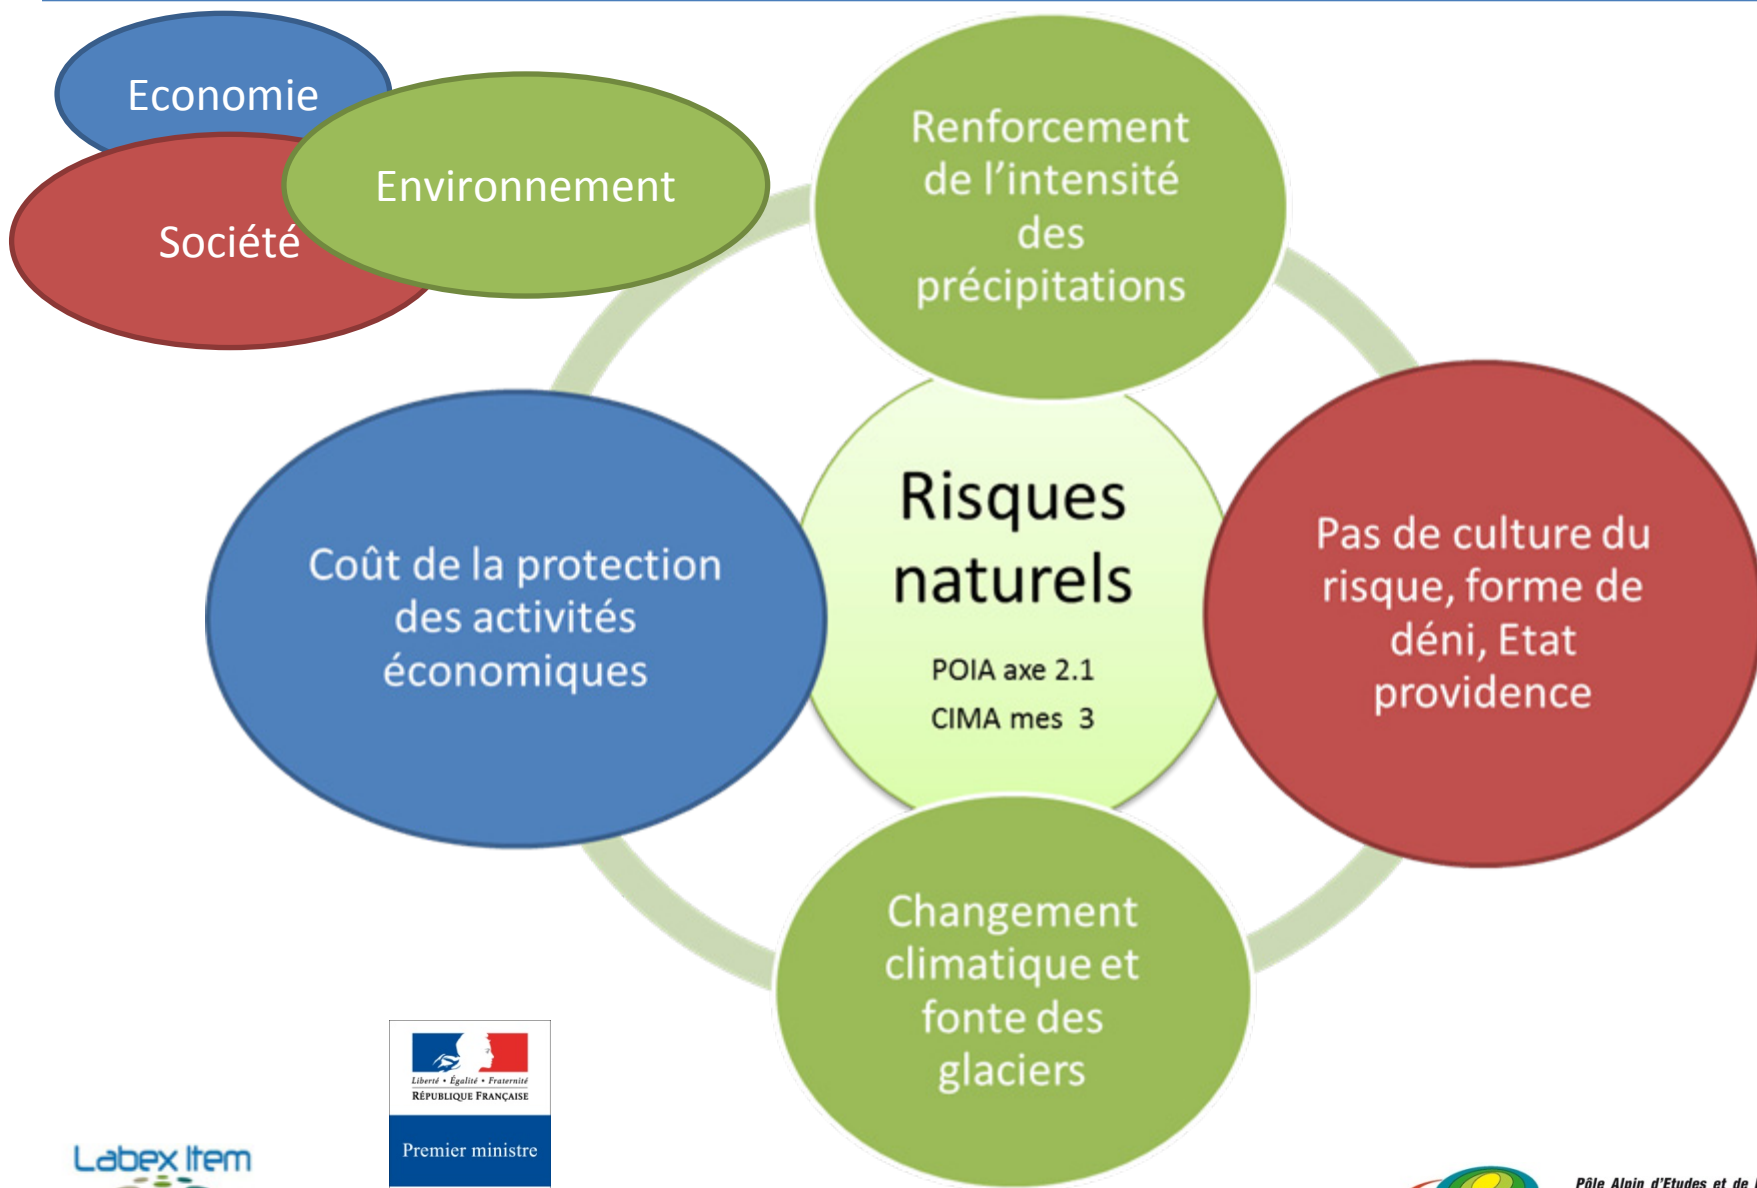 Economie
Environnement
Société
Renforcement
de l'intensité
des
précipitations
Coût de la protection
des activités
économiques
Risques
naturels
POIA axe 2.1
CIMA mes 3
Pas de culture du
risque, forme de
déni, Etat
providence
Changement
climatique et
fonte des
glaciers
Liberté • Égalité • Fraternité
RÉPUBLIQUE FRANÇAISE
Premier ministre
Labex Item
Pôle Alpin d'Etudes et de